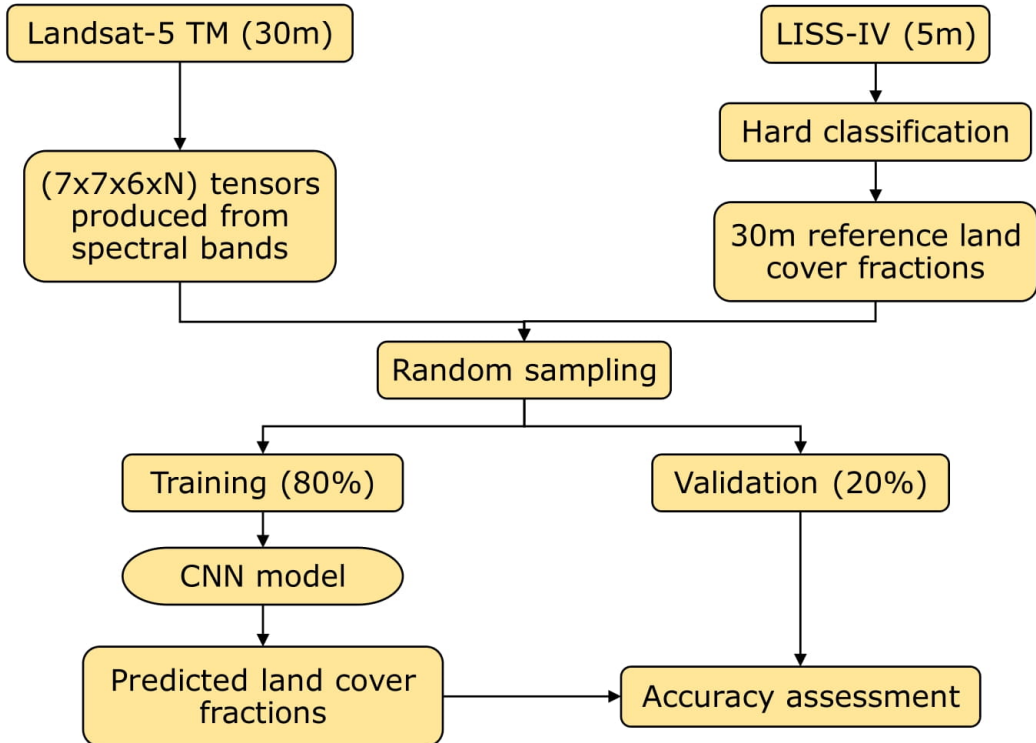 Landsat-5 TM (30m)
LISS-IV (5m)
Hard classification
(7x7x6xN) tensors
produced from
spectral bands
30m reference land
cover fractions
Random sampling
Training (80%)
Validation (20%)
CNN model
Predicted land cover
fractions
Accuracy assessment